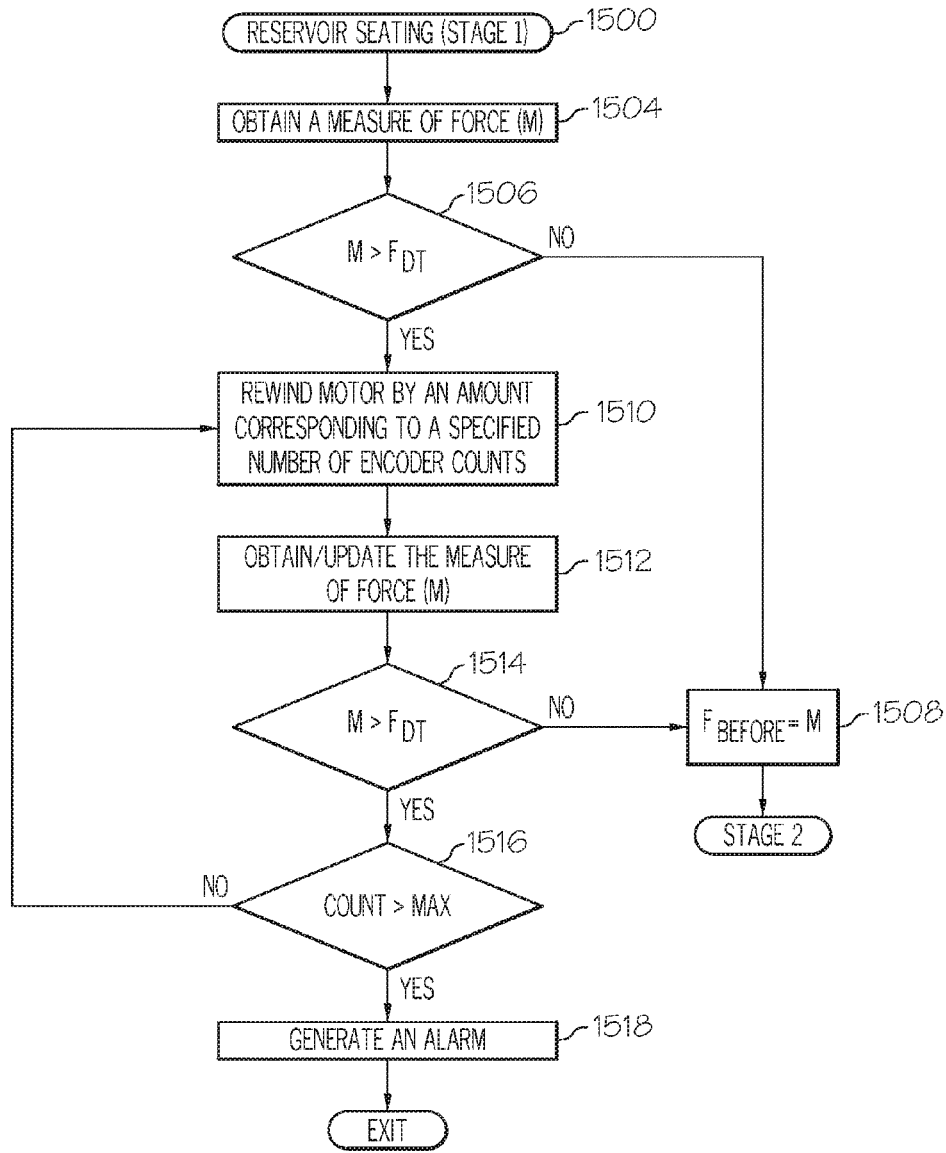 RESERVOIR SEATING (STAGE 1)
1500
OBTAIN A MEASURE OF FORCE (M)
1504
1506
M > FDT
NO
YES
REWIND MOTOR BY AN AMOUNT
CORRESPONDING TO A SPECIFIED
NUMBER OF ENCODER COUNTS
1510
OBTAIN/UPDATE THE MEASURE
OF FORCE (M)
1512
1514
M > FDT
NO
YES
FBEFORE = M
1508
STAGE 2
1516
COUNT > MAX
NO
YES
GENERATE AN ALARM
1518
EXIT